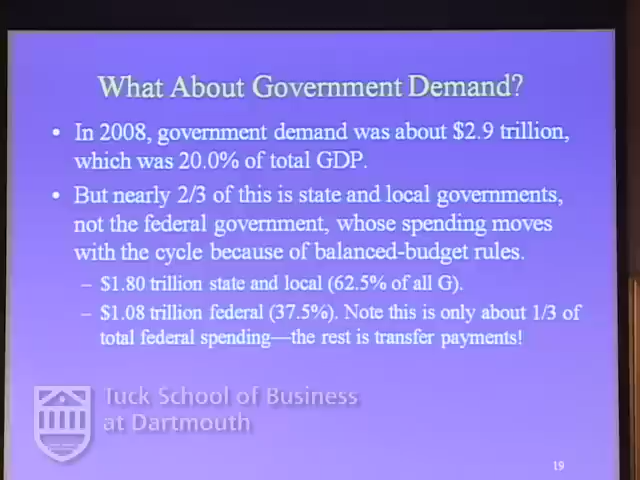 What About Government Demand?
• In 2008, government demand was about $2.9 trillion,
which was 20.0% of total GDP.
• But nearly 2/3 of this is state and local governments,
not the federal government, whose spending moves
with the cycle because of balanced-budget rules.
– $1.80 trillion state and local (62.5% of all G).
– $1.08 trillion federal (37.5%). Note this is only about 1/3 of
total federal spending—the rest is transfer payments!
Tuck School of Business
at Dartmouth
19